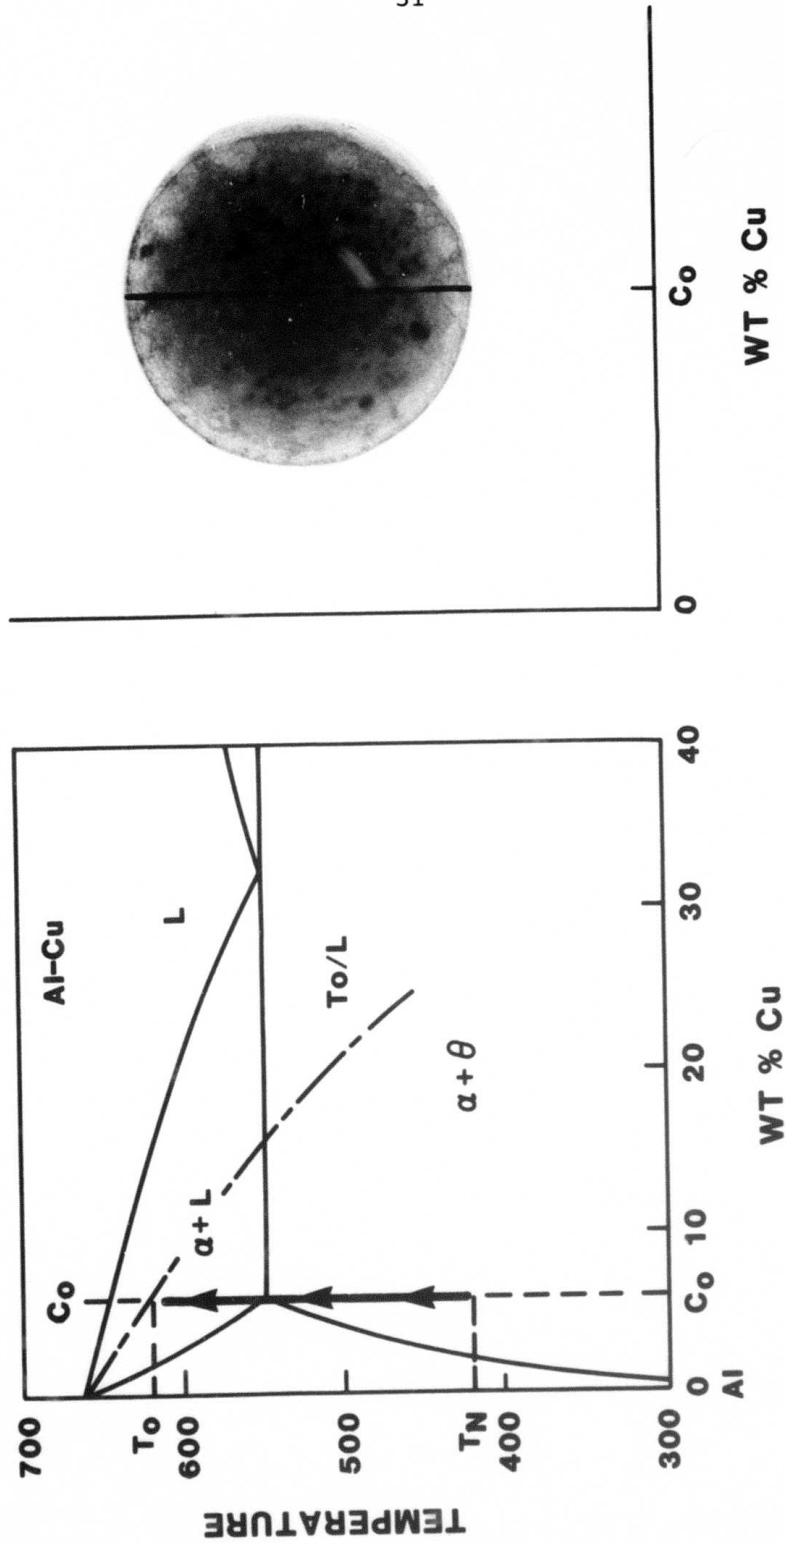 31
Al-Cu
L
Co
α+L
To/L
α+θ
700
To
600
500
TN
400
300
TEMPERATURE
0
Co
10
20
30
40
Al
WT % Cu
0
Co
WT % Cu